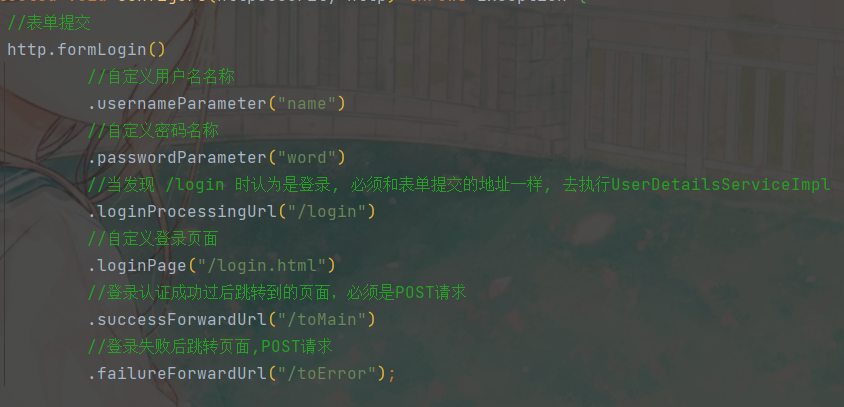 //表单提交
http.formLogin()
//自定义用户名名称
.usernameParameter("name")
//自定义密码名称
.passwordParameter("word")
//当发现 /login 时认为是登录, 必须和表单提交的地址一样, 去执行UserDetailsServiceImpl
.loginProcessingUrl("/login")
//自定义登录页面
.loginPage("/login.html")
//登录认证成功过后跳转到的页面，必须是POST请求
.successForwardUrl("/toMain")
//登录失败后跳转页面,POST请求
.failureForwardUrl("/toError");